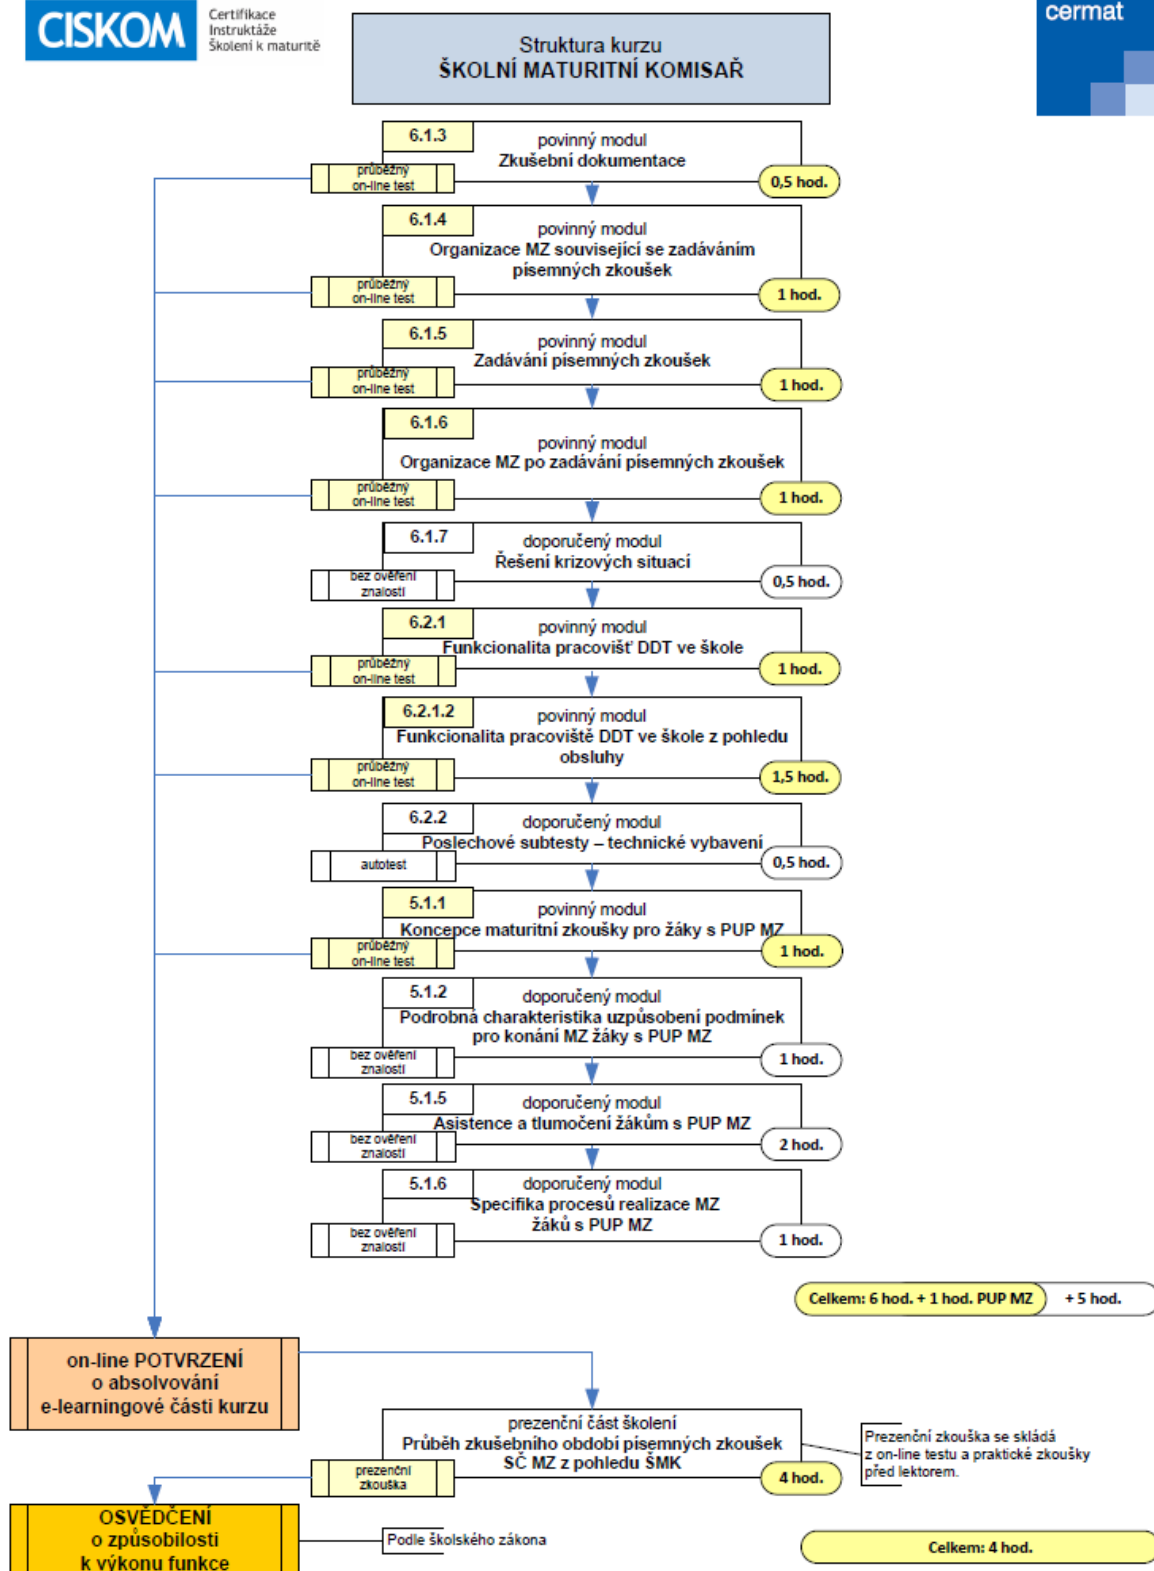 CISKOM
Certifikace
Instruktáže
Školení k maturitě
cermat
Struktura kurzu
ŠKOLNÍ MATURITNÍ KOMISAŘ
6.1.3
povinný modul
Zkušební dokumentace
průběžný
on-line test
0,5 hod.
6.1.4
povinný modul
Organizace MZ související se zadáváním
písemných zkoušek
průběžný
on-line test
1 hod.
6.1.5
povinný modul
Zadávání písemných zkoušek
průběžný
on-line test
1 hod.
6.1.6
povinný modul
Organizace MZ po zadávání písemných zkoušek
průběžný
on-line test
1 hod.
6.1.7
doporučený modul
Řešení krizových situací
bez ověření
znalostí
0,5 hod.
6.2.1
povinný modul
Funkcionalita pracovišť DDT ve škole
průběžný
on-line test
1 hod.
6.2.1.2
povinný modul
Funkcionalita pracoviště DDT ve škole z pohledu
obsluhy
průběžný
on-line test
1,5 hod.
6.2.2
doporučený modul
Poslechové subtesty – technické vybavení
autotest
0,5 hod.
5.1.1
povinný modul
Koncepce maturitní zkoušky pro žáky s PUP MZ
průběžný
on-line test
1 hod.
5.1.2
doporučený modul
Podrobná charakteristika uzpůsobení podmínek
pro konání MZ žáky s PUP MZ
bez ověření
znalostí
1 hod.
5.1.5
doporučený modul
Asistence a tlumočení žákům s PUP MZ
bez ověření
znalostí
2 hod.
5.1.6
doporučený modul
Specifika procesů realizace MZ
žáků s PUP MZ
bez ověření
znalostí
1 hod.
Celkem: 6 hod. + 1 hod. PUP MZ + 5 hod.
on-line POTVRZENÍ
o absolvování
e-learningové části kurzu
prezenční část školení
Průběh zkušebního období písemných zkoušek
SČ MZ z pohledu ŠMK
prezenční
zkouška
4 hod.
Prezenční zkouška se skládá
z on-line testu a praktické zkoušky
před lektorem.
OSVĚDČENÍ
o způsobilosti
k výkonu funkce
Podle školského zákona
Celkem: 4 hod.